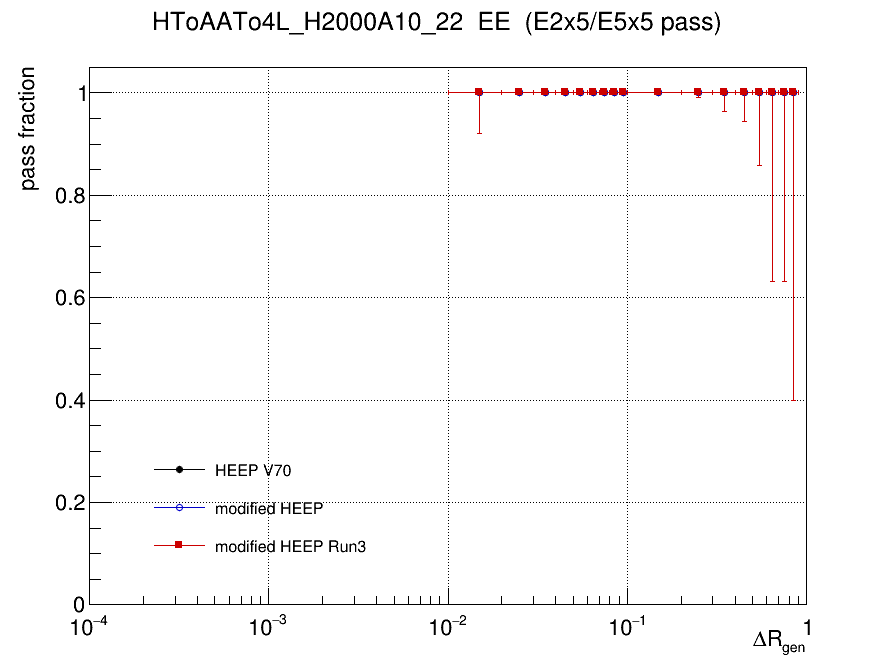 HToAATo4L_H2000A10_22 EE (E2x5/E5x5 pass)
pass fraction
1
0.8
0.6
0.4
0.2
0
HEEP V70
modified HEEP
modified HEEP Run3
10⁻⁴ 10⁻³ 10⁻² 10⁻¹ 1
ΔR_gen